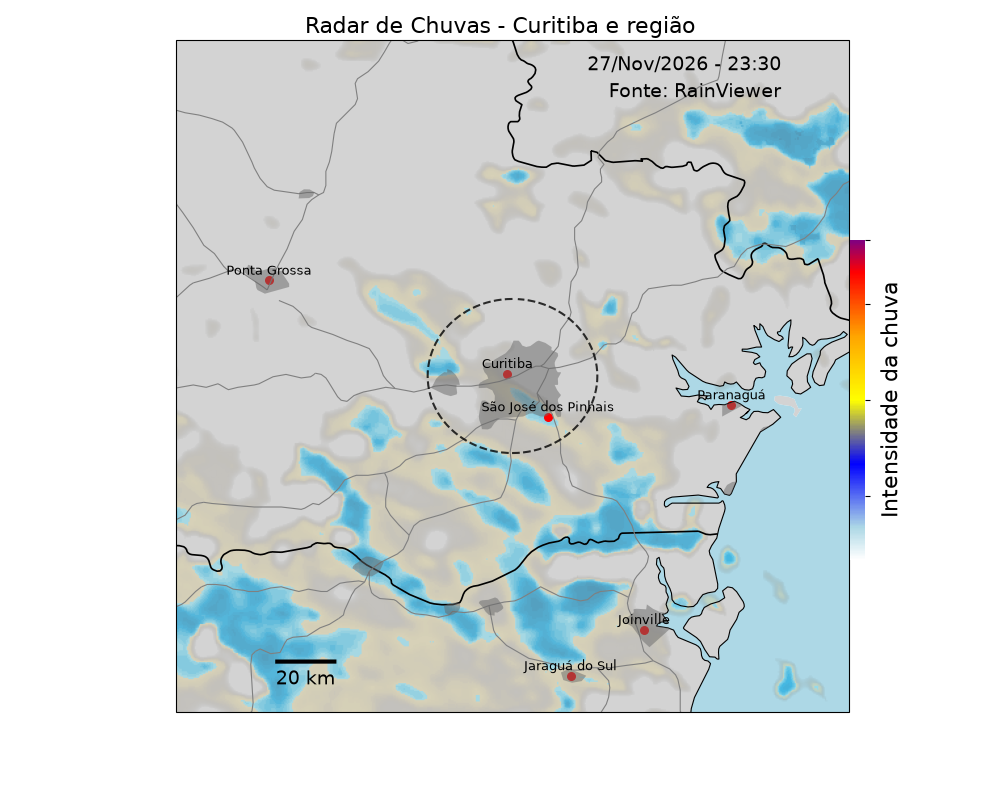 Radar de Chuvas - Curitiba e região
27/Nov/2026 - 23:30
Fonte: RainViewer
Ponta Grossa
Curitiba
São José dos Pinhais
Paranaguá
Intensidade da chuva
Joinville
Jaraguá do Sul
20 km